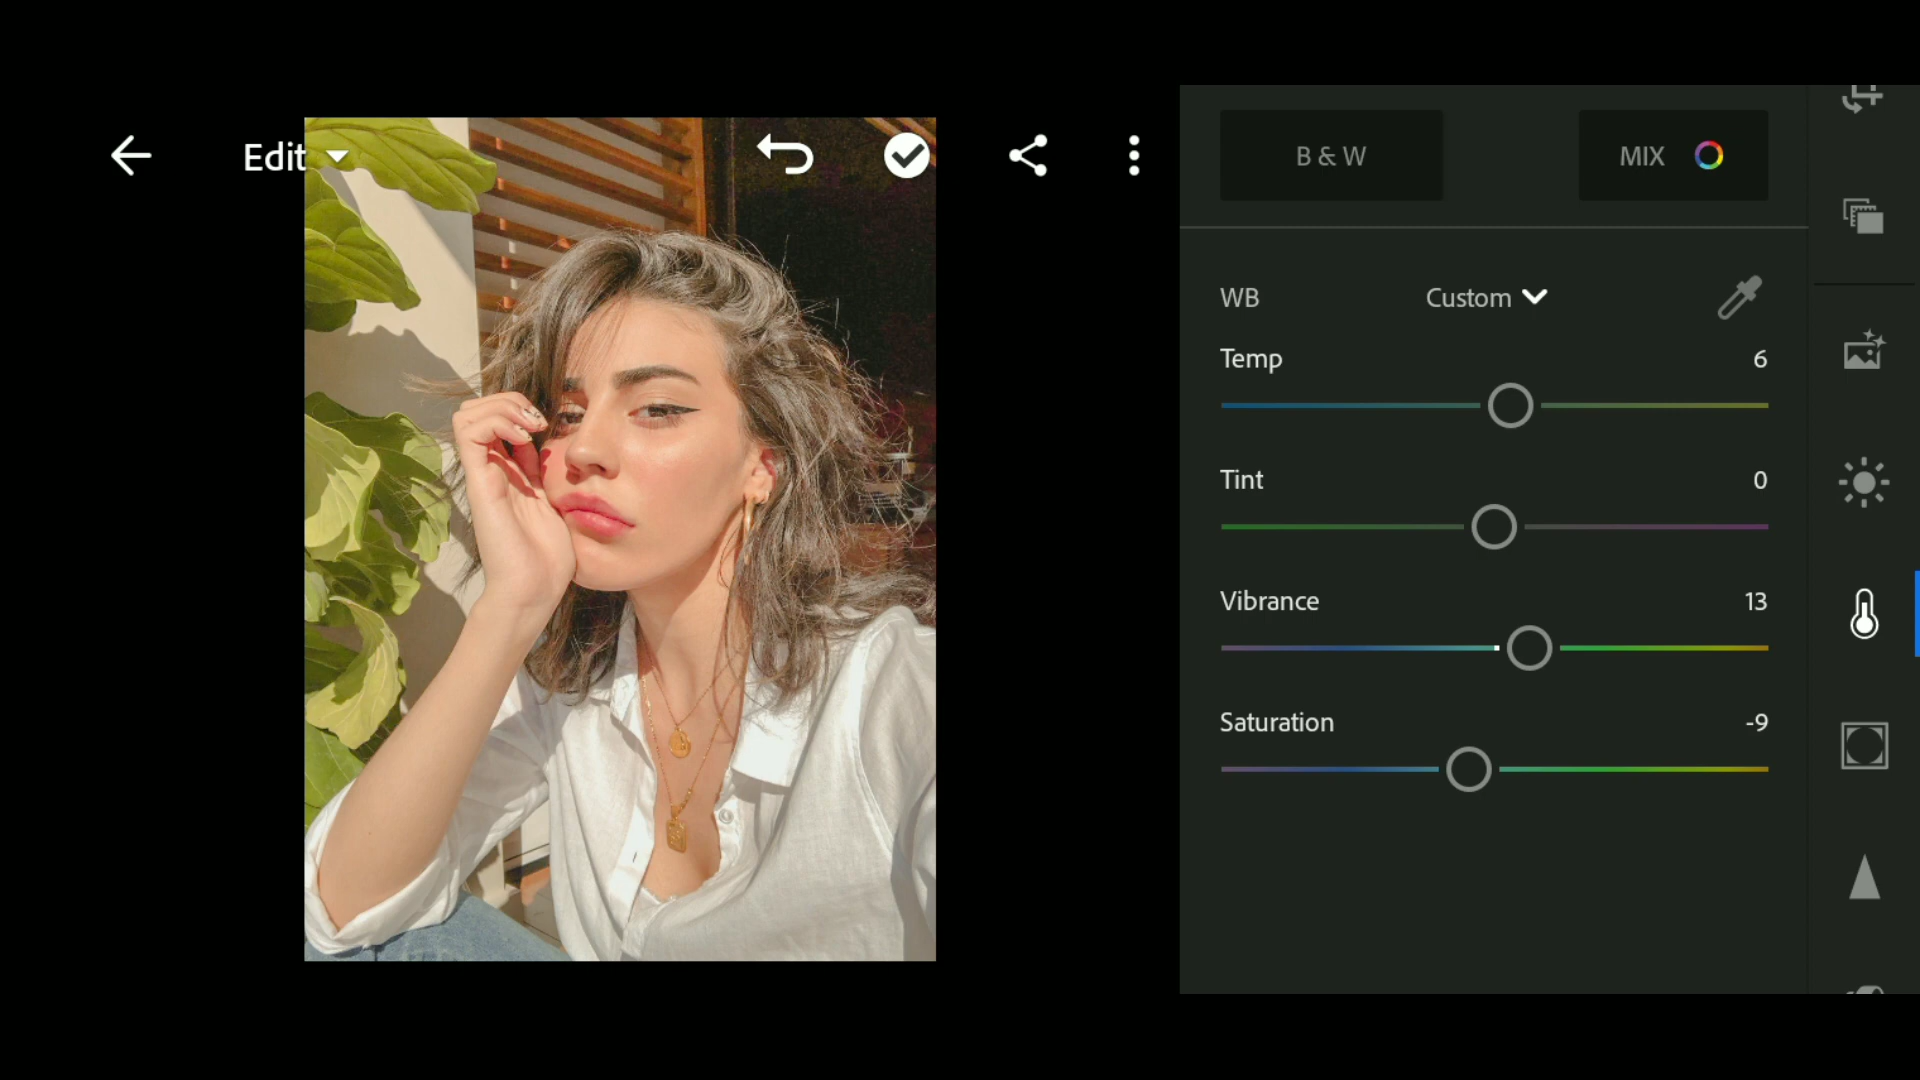 Edit
B & W
MIX
WB
Custom
Temp 6
Tint 0
Vibrance 13
Saturation -9